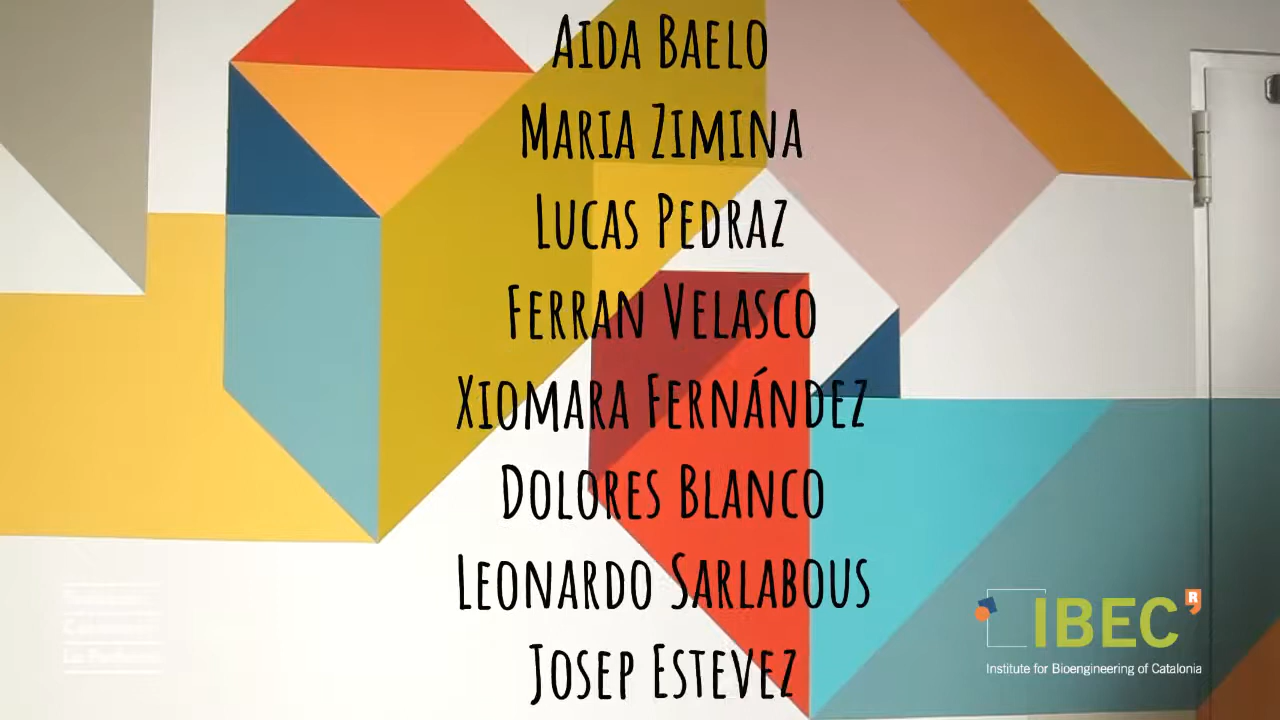 AIDA BAELO
MARIA ZIMINA
LUCAS PEDRAZ
FERRAN VELASCO
XIOMARA FERNÁNDEZ
DOLORES BLANCO
LEONARDO SARLABOUS
JOSEP ESTEVEZ
IBEC R
Institute for Bioengineering of Catalonia